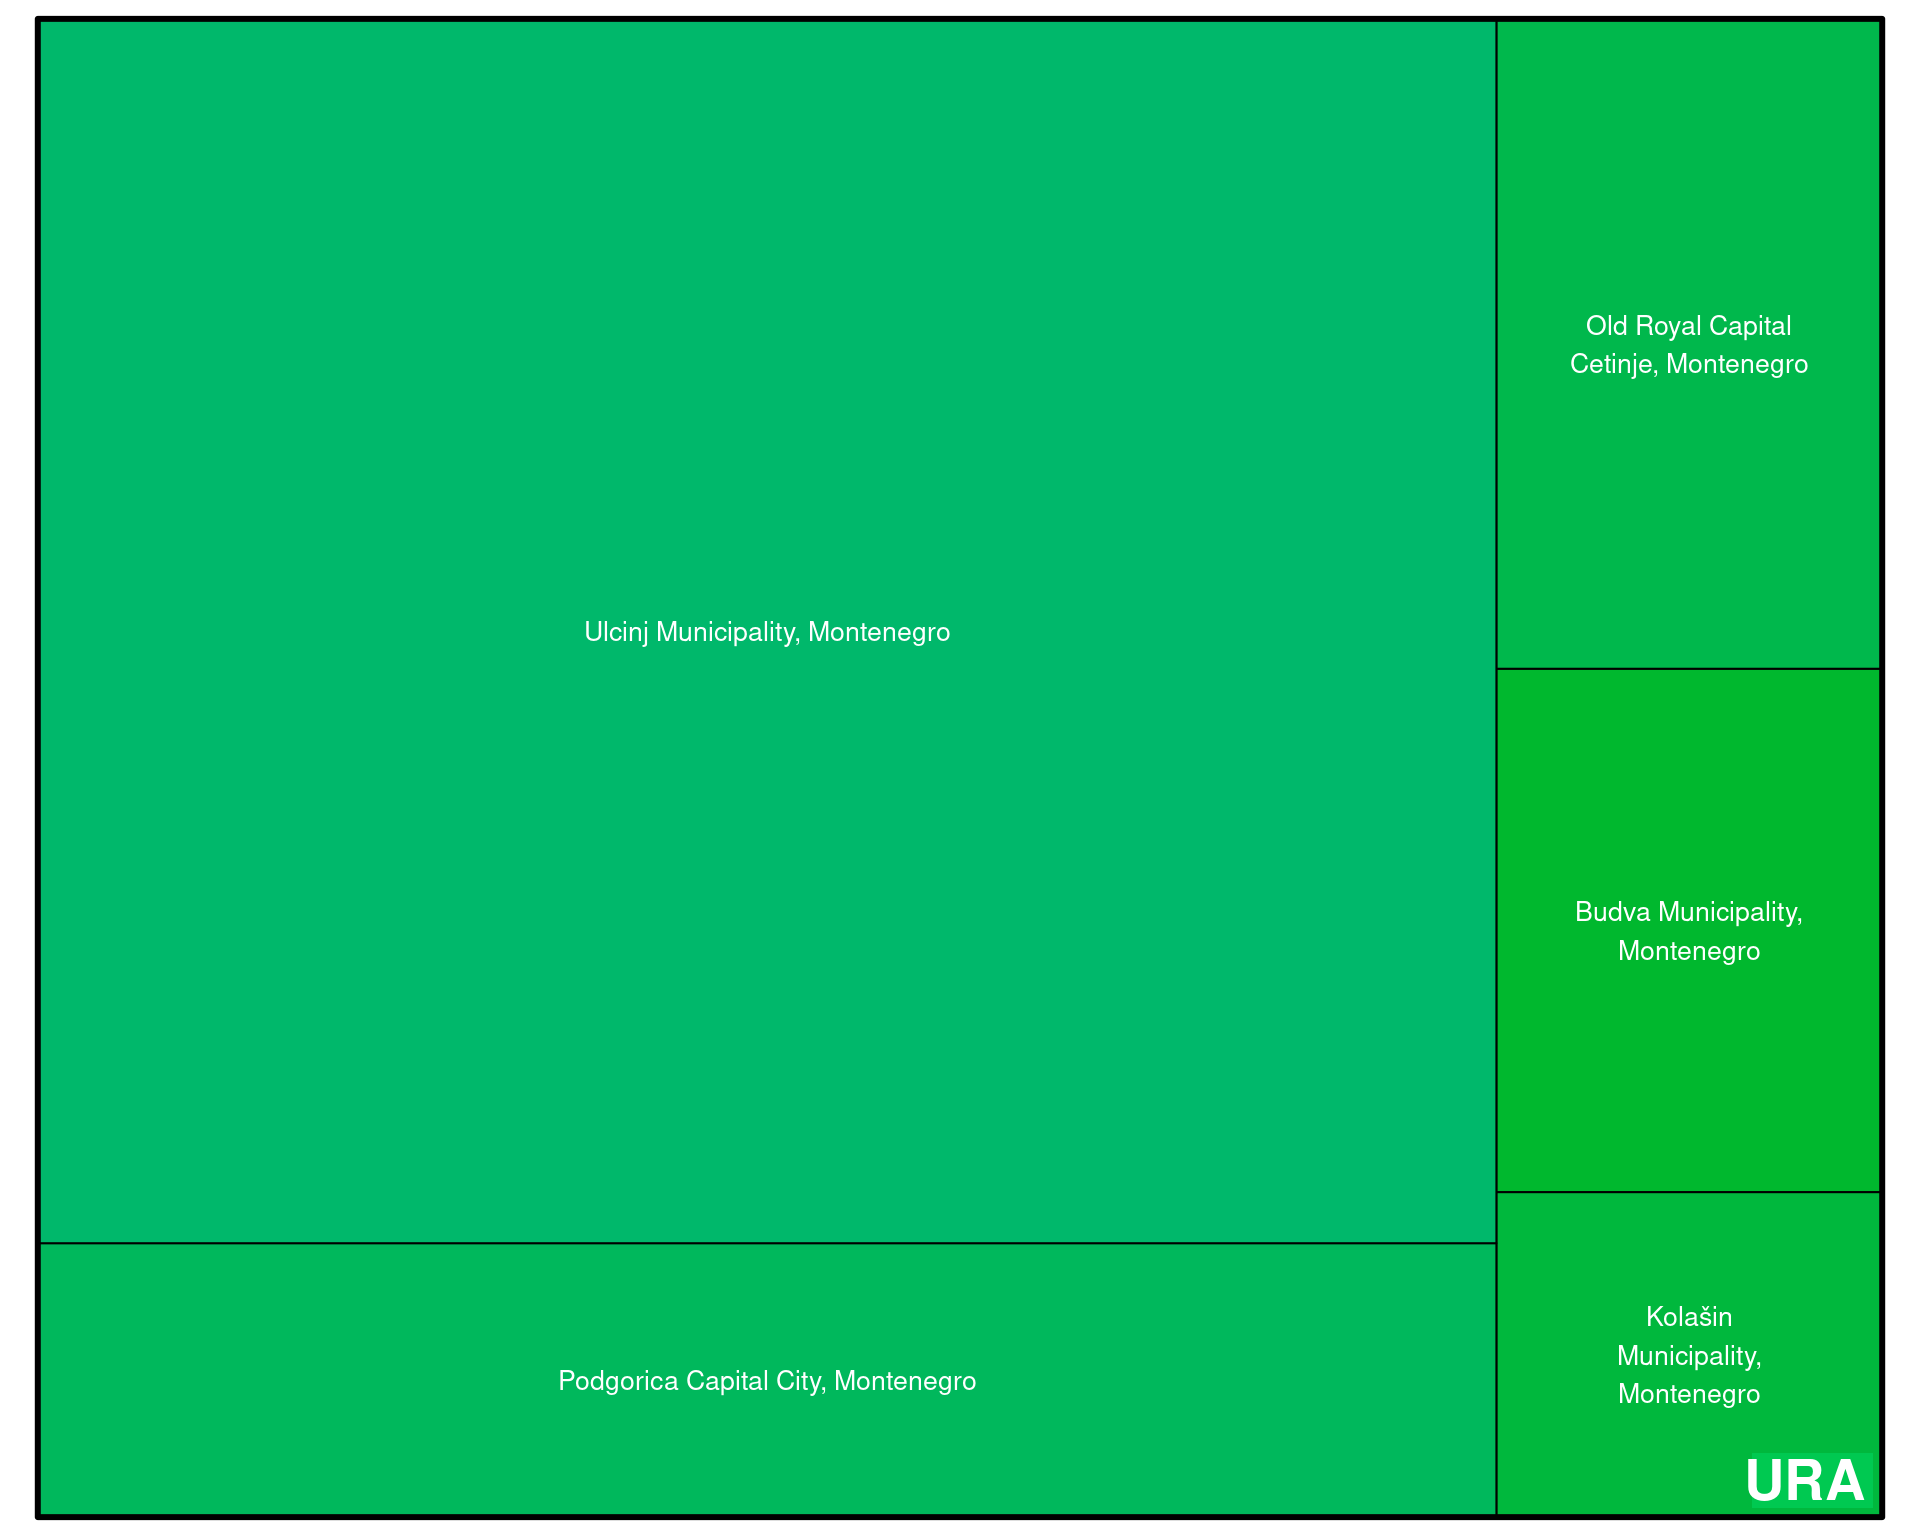 Ulcinj Municipality, Montenegro
Podgorica Capital City, Montenegro
Old Royal Capital
Cetinje, Montenegro
Budva Municipality,
Montenegro
Kolašin
Municipality,
Montenegro
URA